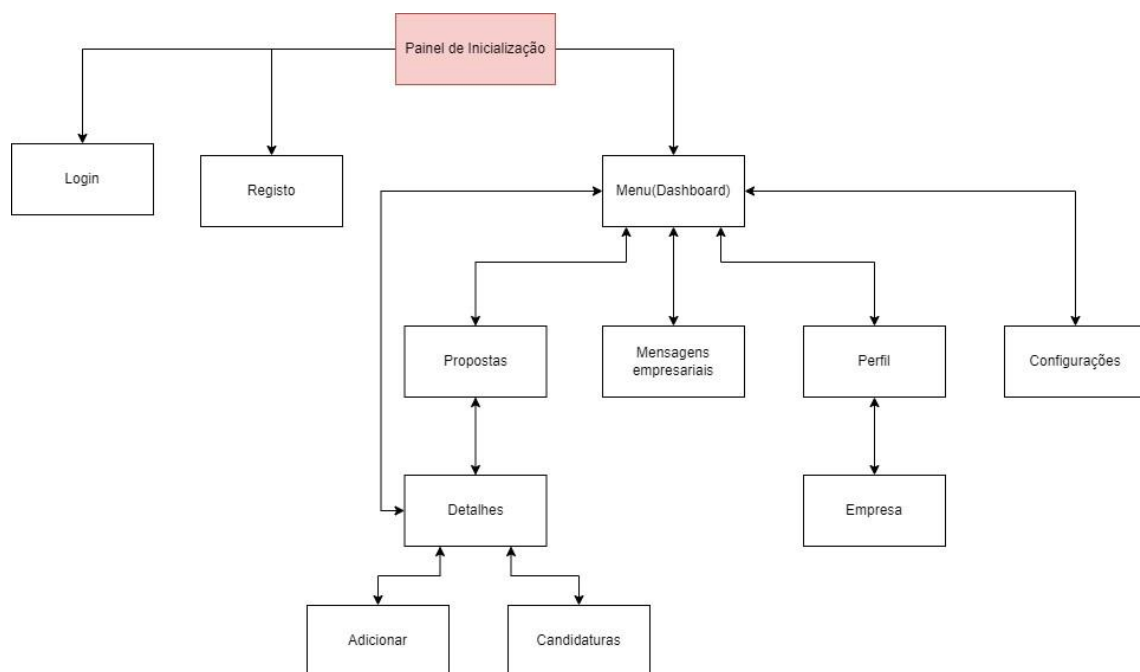 Painel de Inicialização
Login
Registo
Menu(Dashboard)
Propostas
Mensagens
empresariais
Perfil
Configurações
Detalhes
Empresa
Adicionar
Candidaturas